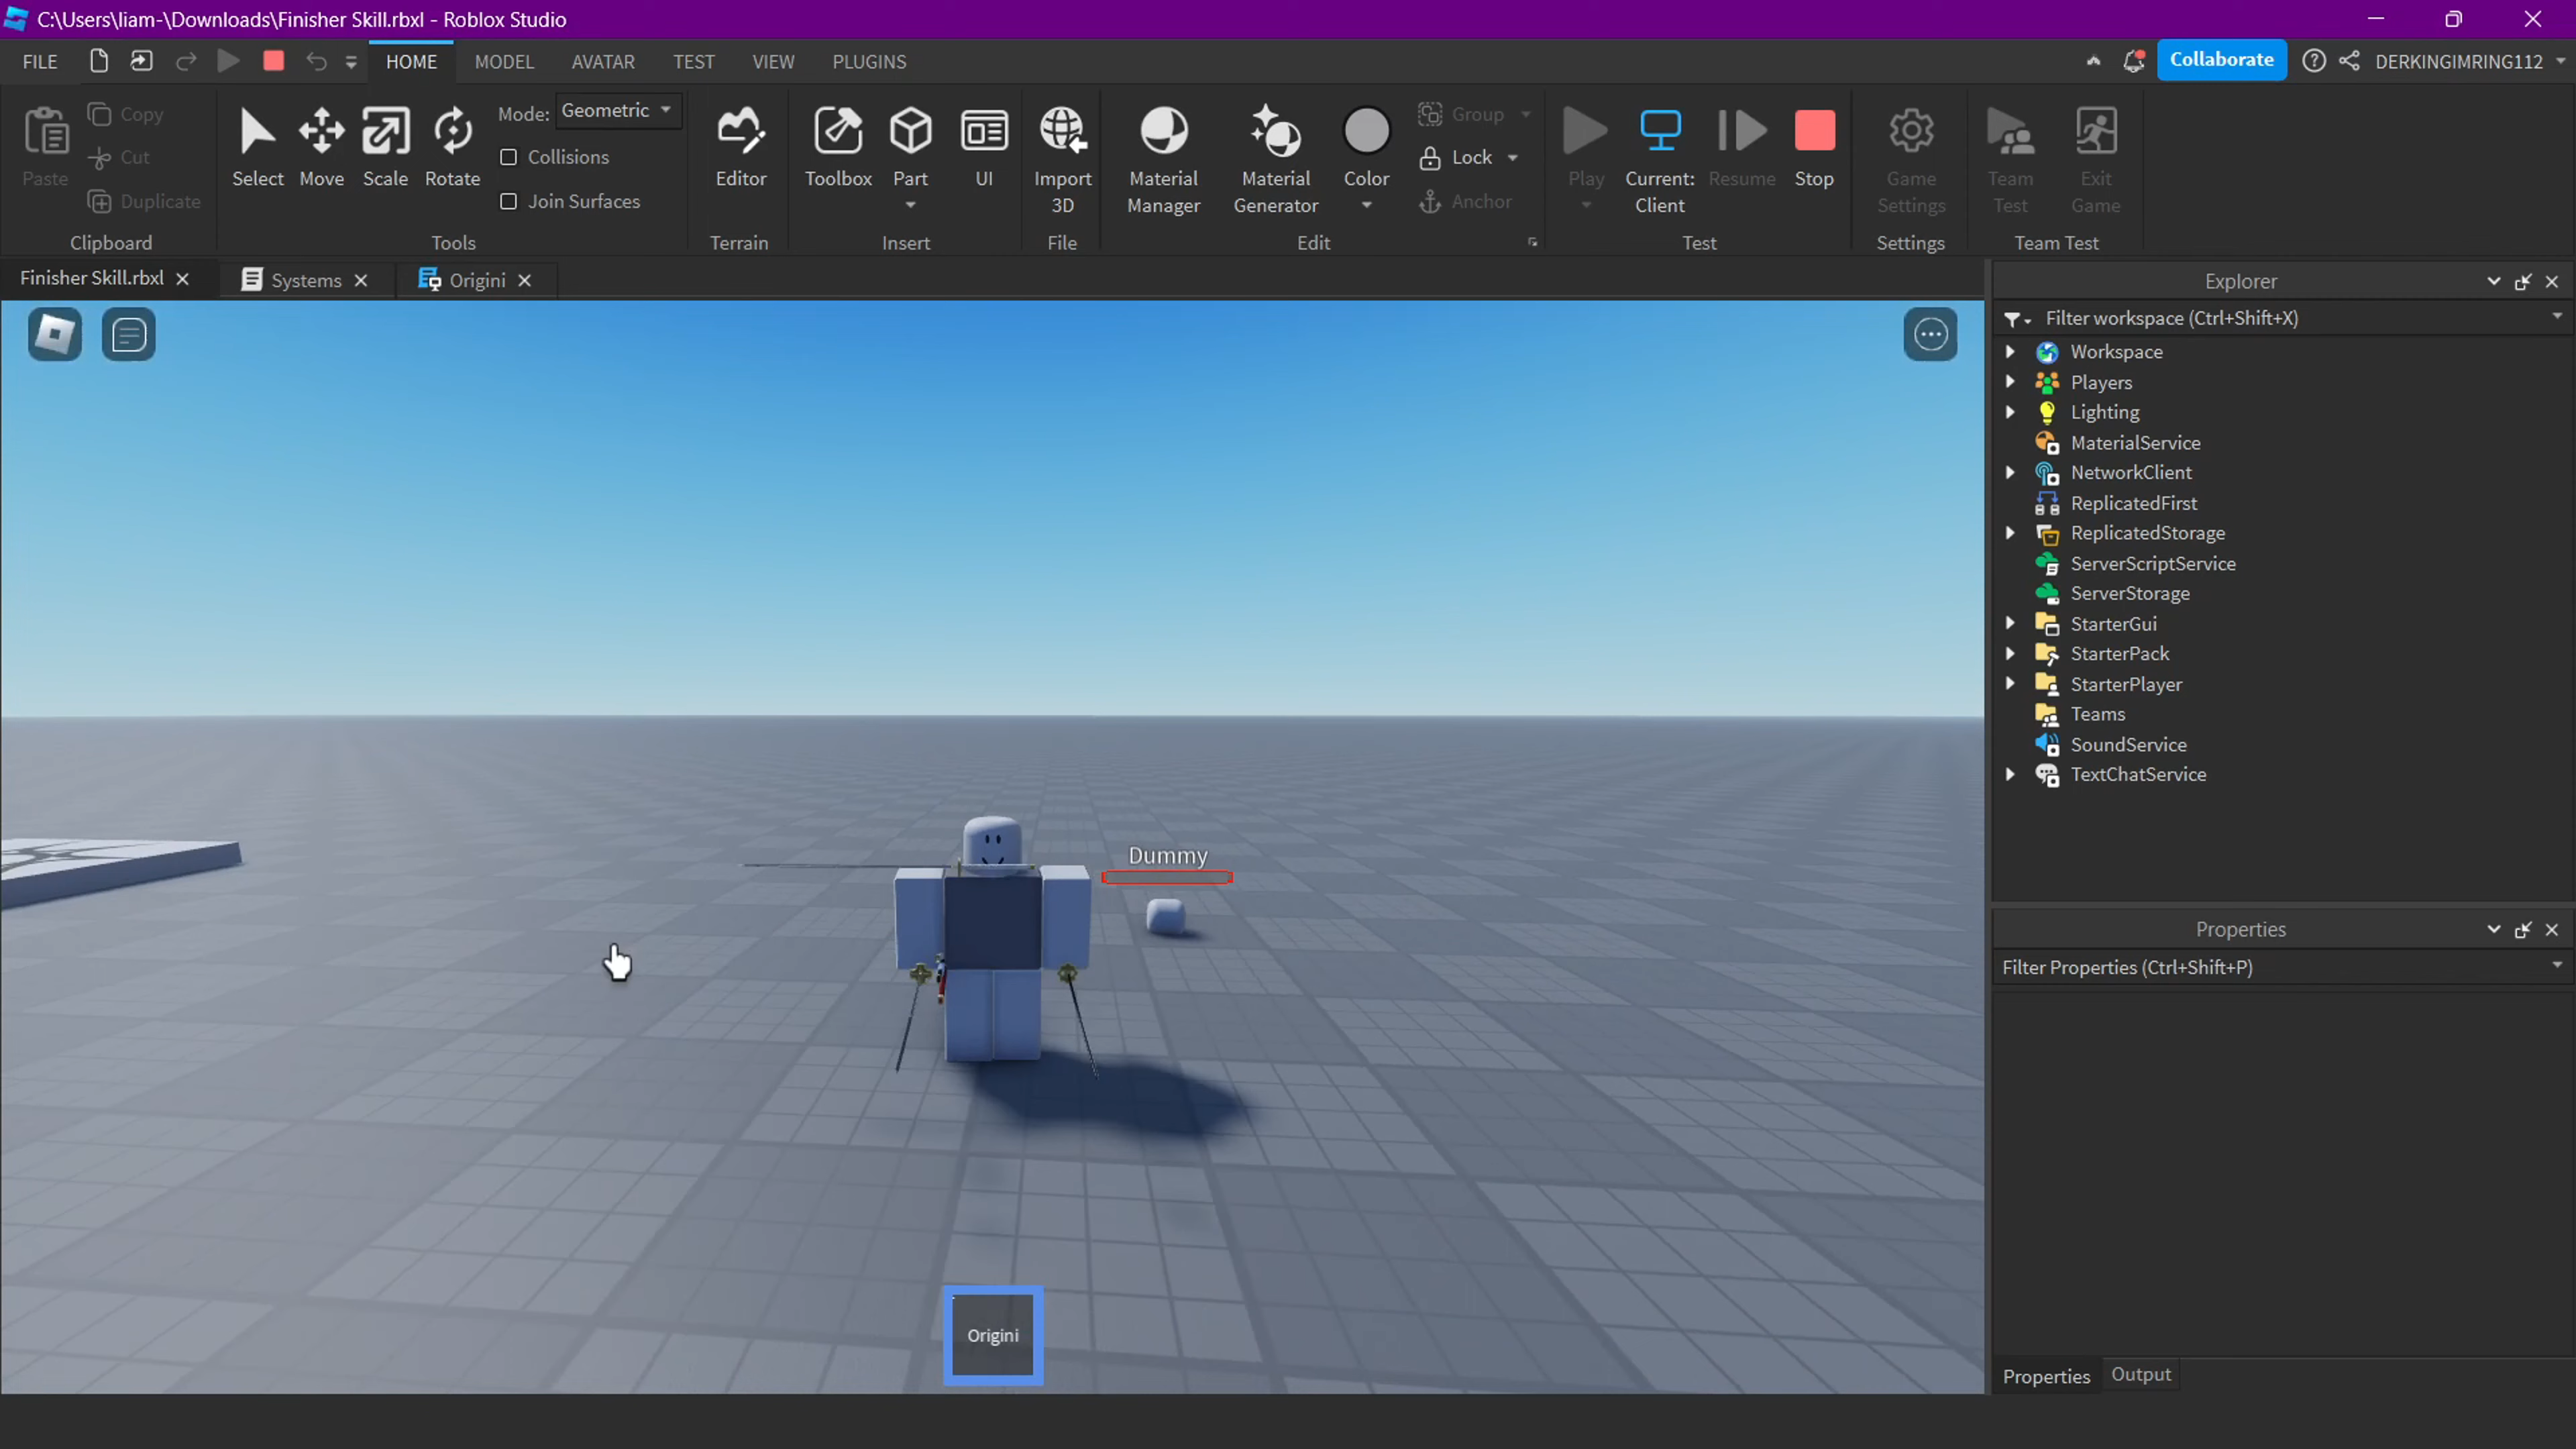 C:\Users\liam-\Downloads\Finisher Skill.rbxl - Roblox Studio
FILE HOME MODEL AVATAR TEST VIEW PLUGINS Collaborate DERKINGIMRING112
Paste
Copy
Cut
Duplicate
Clipboard
Select
Move
Scale
Rotate
Mode: Geometric
Collisions
Join Surfaces
Tools
Editor
Terrain
Toolbox
Part
UI
Insert
Import
3D
File
Material
Manager
Material
Generator
Color
Group
Lock
Anchor
Edit
Play
Current:
Client
Resume
Stop
Test
Game
Settings
Settings
Team
Test
Exit
Game
Team Test
Finisher Skill.rbxl
Systems
Origini
Dummy
Origini
Explorer
Filter workspace (Ctrl+Shift+X)
Workspace
Players
Lighting
MaterialService
NetworkClient
ReplicatedFirst
ReplicatedStorage
ServerScriptService
ServerStorage
StarterGui
StarterPack
StarterPlayer
Teams
SoundService
TextChatService
Properties
Filter Properties (Ctrl+Shift+P)
Properties
Output